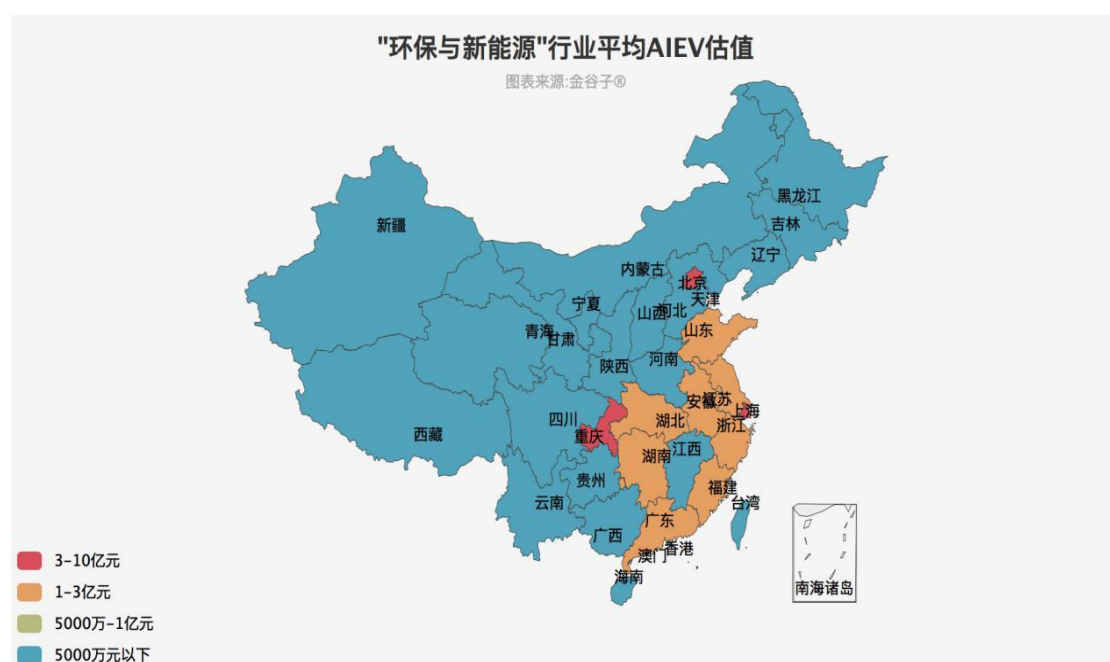 "环保与新能源"行业平均AIEV估值
图表来源:金谷子®
黑龙江
吉林
新疆
辽宁
内蒙古
北京
天津
宁夏
山西
河北
山东
青海
甘肃
河南
陕西
安徽
江苏
上海
四川
湖北
浙江
重庆
西藏
湖南
江西
贵州
福建
云南
台湾
广东
广西
香港
澳门
海南
南海诸岛
3-10亿元
1-3亿元
5000万-1亿元
5000万元以下